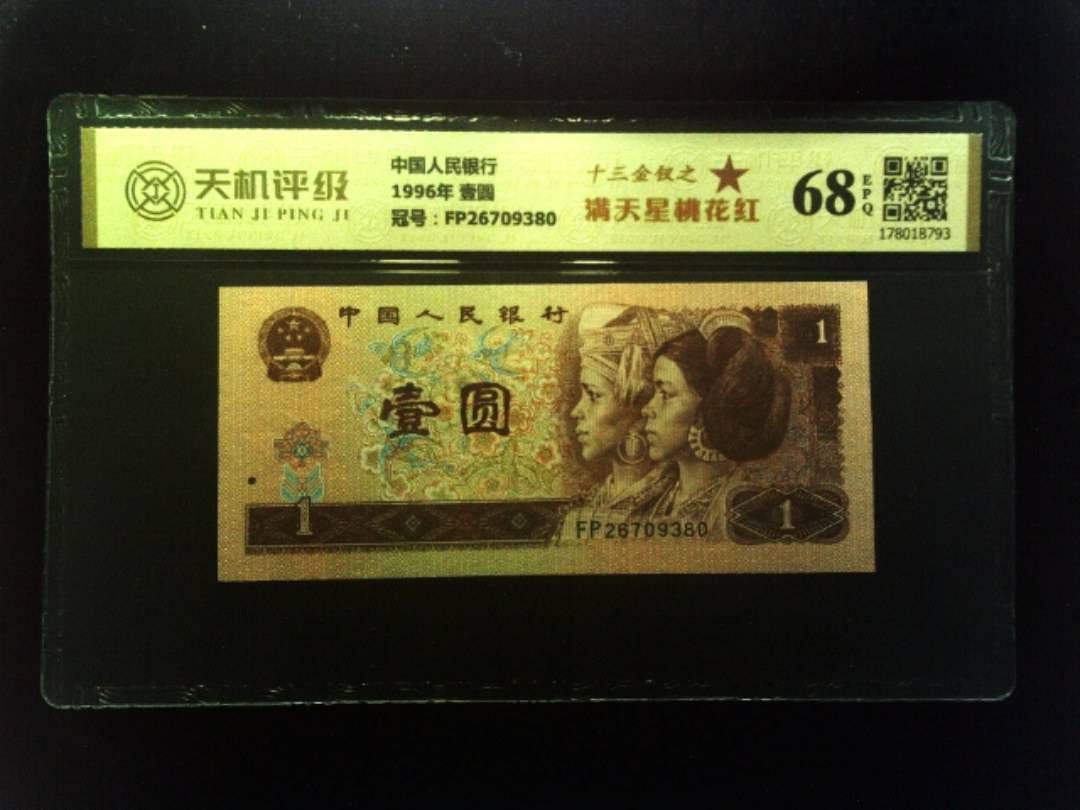 天机评级
TIAN JI PING JI
中国人民银行
1996年 壹圆
冠号：FP26709380
十三金钗之
满天星桃花红
68
EPQ
178018793
中国人民银行
1
壹圆
1
FP26709380
1